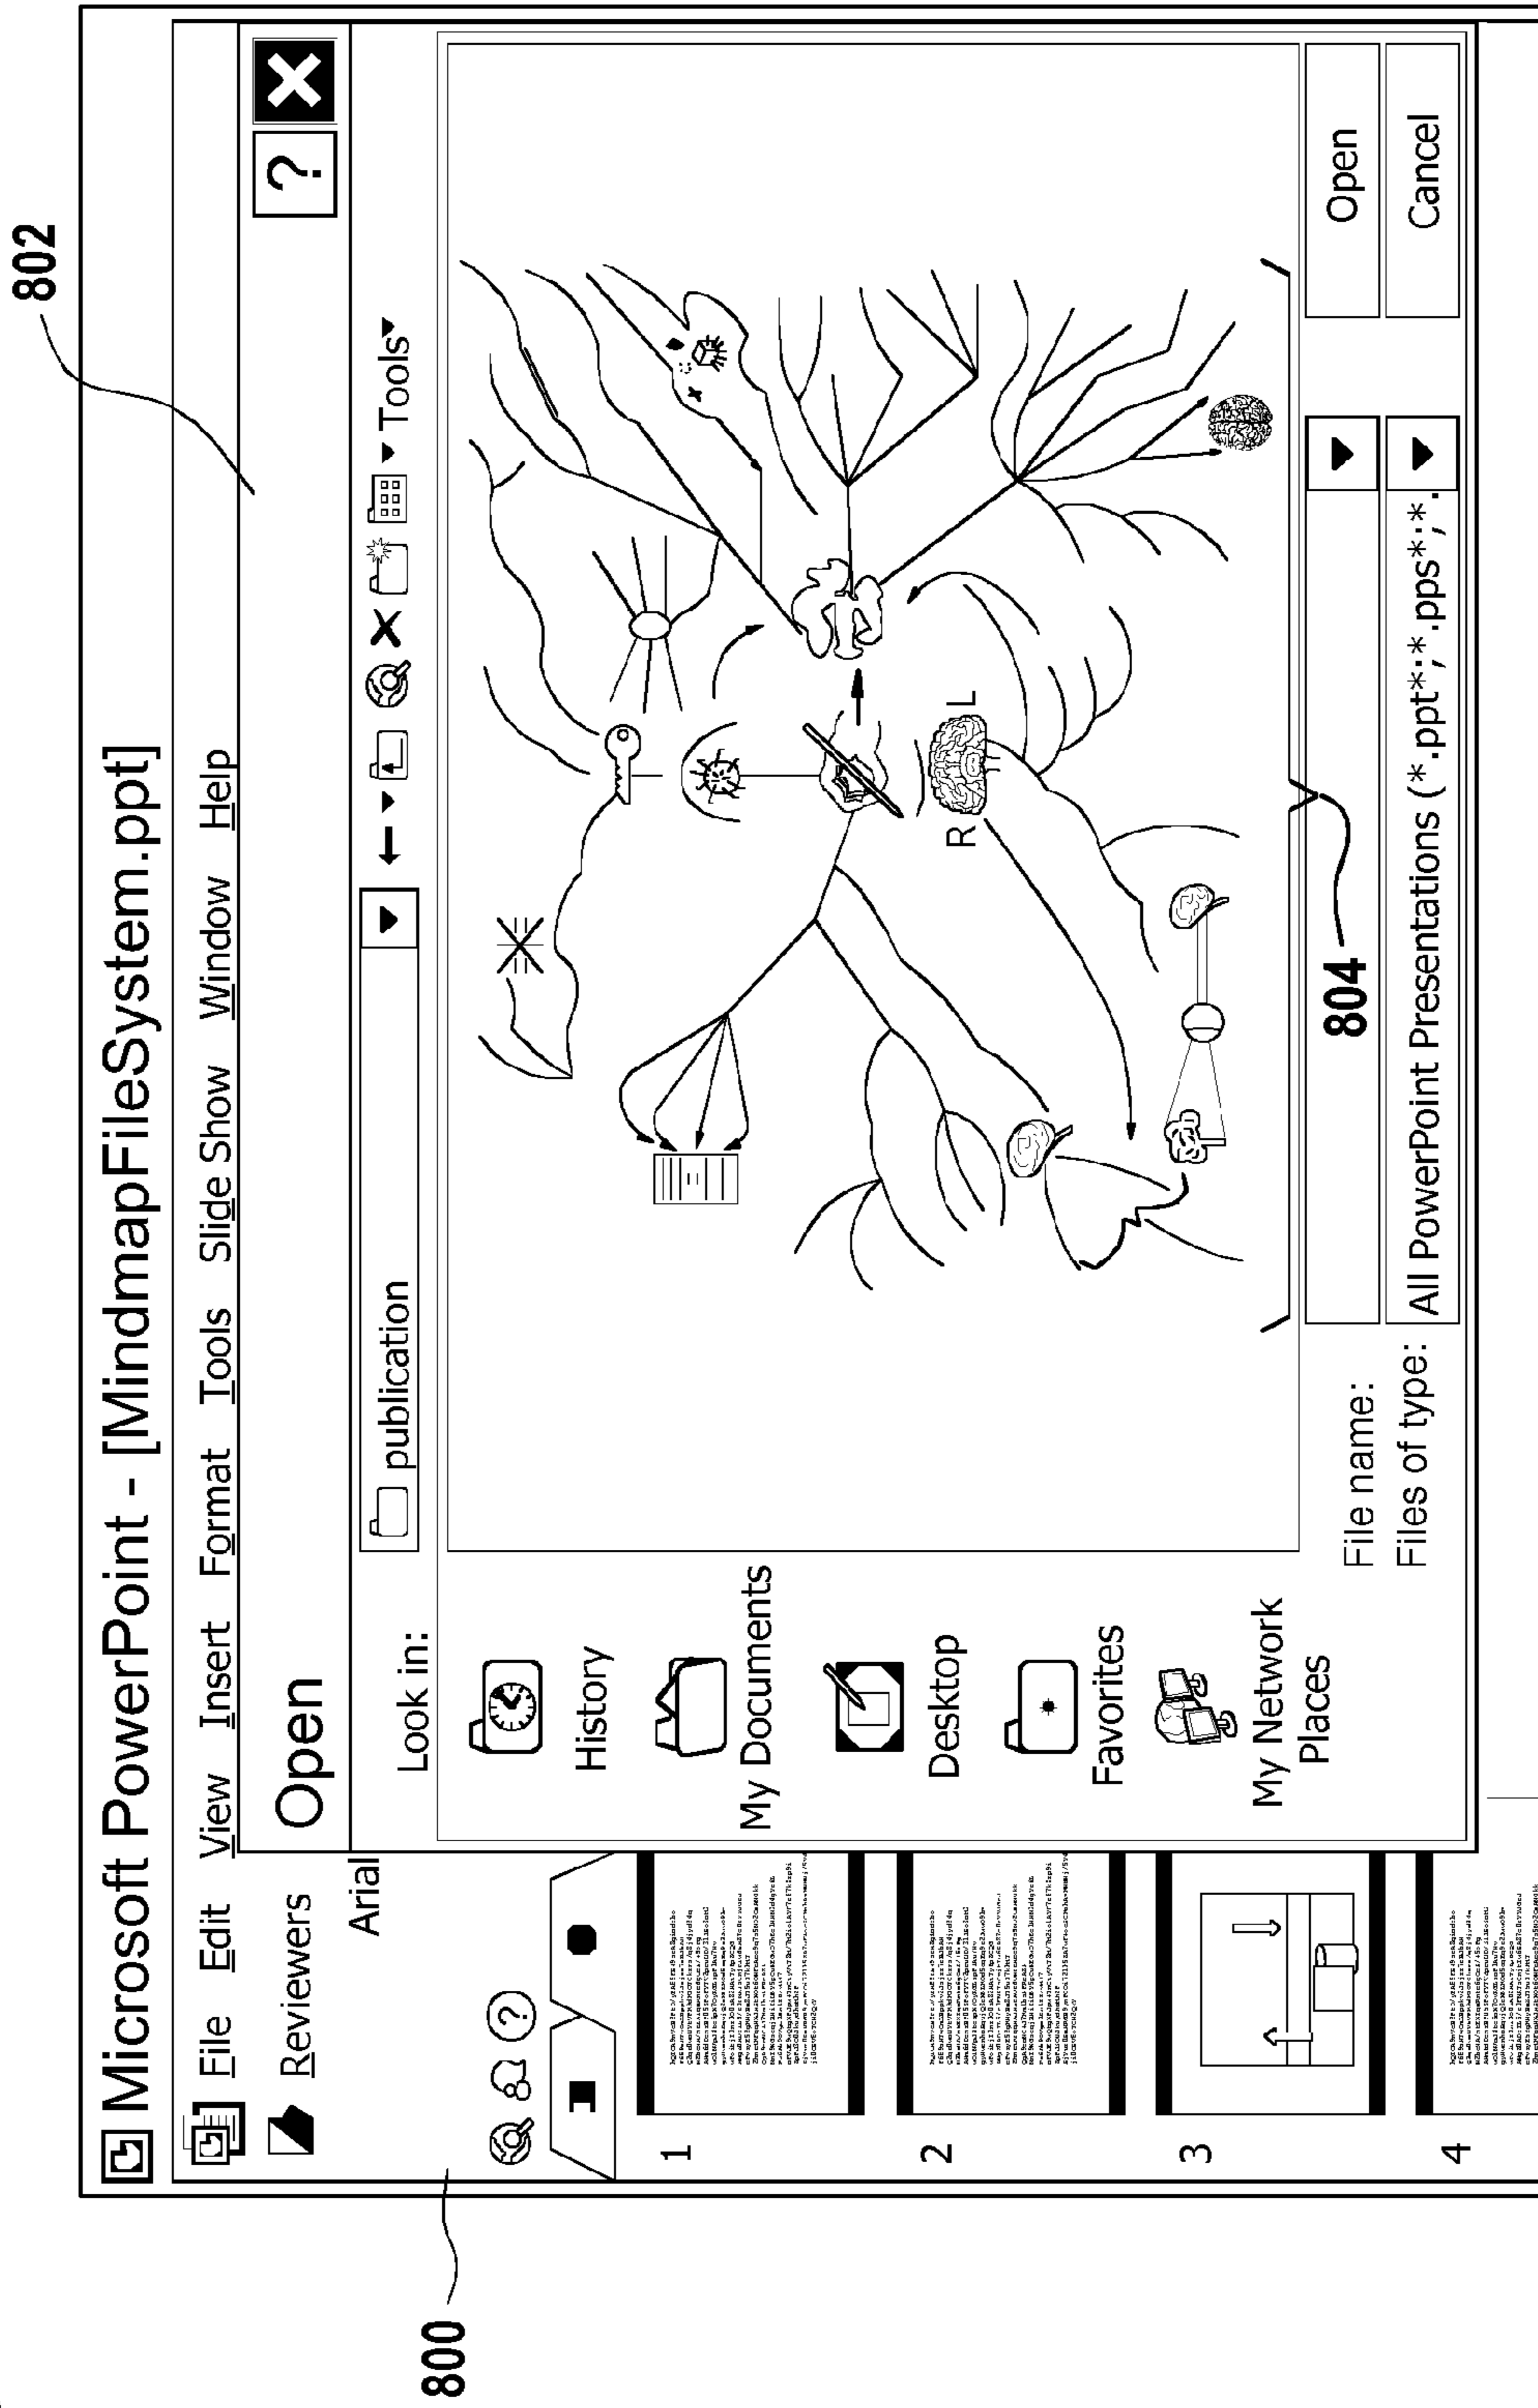 802
Microsoft PowerPoint - [MindmapFileSystem.ppt]
File Edit View Insert Format Tools Slide Show Window Help
Reviewers
Open
?
Arial
Look in:
publication
Tools
History
My Documents
Desktop
Favorites
My Network
Places
R
L
1
2
3
4
800
804
File name:
Open
Files of type:
All PowerPoint Presentations (*.ppt*;*.pps*;*.
Cancel